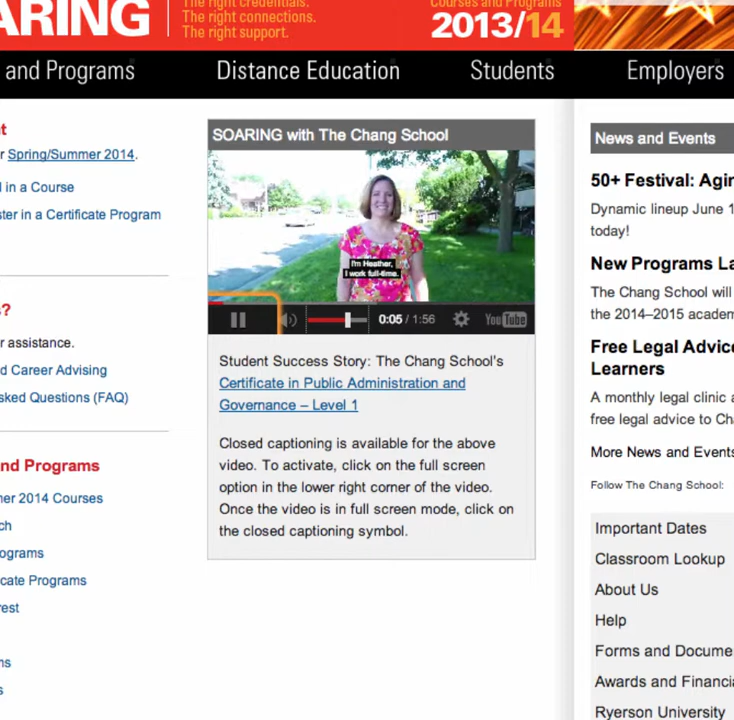 ARING
The right credentials.
The right connections.
The right support.
Courses and Programs
2013/14
and Programs
Distance Education
Students
Employers
t
r Spring/Summer 2014.
l in a Course
ster in a Certificate Program
s?
r assistance.
d Career Advising
sked Questions (FAQ)
nd Programs
ner 2014 Courses
ch
ograms
cate Programs
rest
ns
s
SOARING with The Chang School
I'm Heather,
I work full-time.
0:05 / 1:56
YouTube
Student Success Story: The Chang School's
Certificate in Public Administration and
Governance – Level 1
Closed captioning is available for the above
video. To activate, click on the full screen
option in the lower right corner of the video.
Once the video is in full screen mode, click on
the closed captioning symbol.
News and Events
50+ Festival: Agin
Dynamic lineup June 1
today!
New Programs La
The Chang School will
the 2014–2015 academ
Free Legal Advice
Learners
A monthly legal clinic a
free legal advice to Ch
More News and Events
Follow The Chang School:
Important Dates
Classroom Lookup
About Us
Help
Forms and Docume
Awards and Financia
Ryerson University